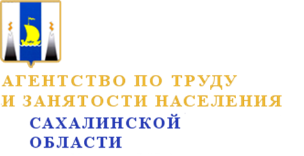 АГЕНТСТВО ПО ТРУДУ
И ЗАНЯТОСТИ НАСЕЛЕНИЯ
САХАЛИНСКОЙ
ОБЛАСТИ